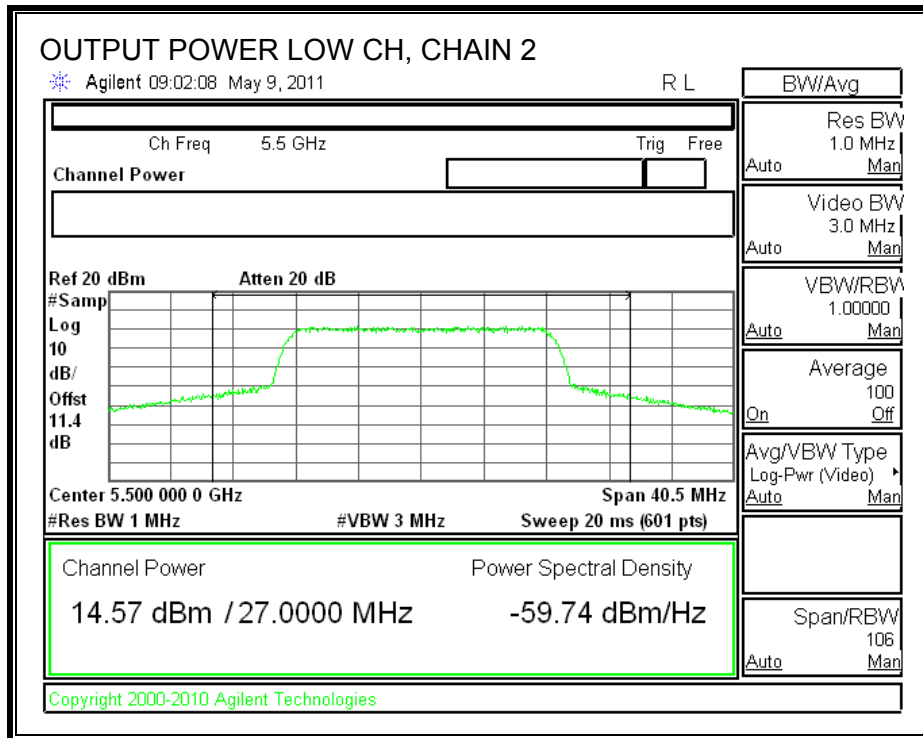 OUTPUT POWER LOW CH, CHAIN 2
Agilent 09:02:08 May 9, 2011 R L
Ch Freq 5.5 GHz Trig Free
Channel Power
Ref 20 dBm Atten 20 dB
#Samp
Log
10
dB/
Offst
11.4
dB
Center 5.500 000 0 GHz Span 40.5 MHz
#Res BW 1 MHz #VBW 3 MHz Sweep 20 ms (601 pts)
Channel Power Power Spectral Density
14.57 dBm / 27.0000 MHz -59.74 dBm/Hz
Copyright 2000-2010 Agilent Technologies
BW/Avg
Res BW
1.0 MHz
Auto Man
Video BW
3.0 MHz
Auto Man
VBW/RBW
1.00000
Auto Man
Average
100
On Off
Avg/VBW Type
Log-Pwr (Video)
Auto Man
Span/RBW
106
Auto Man